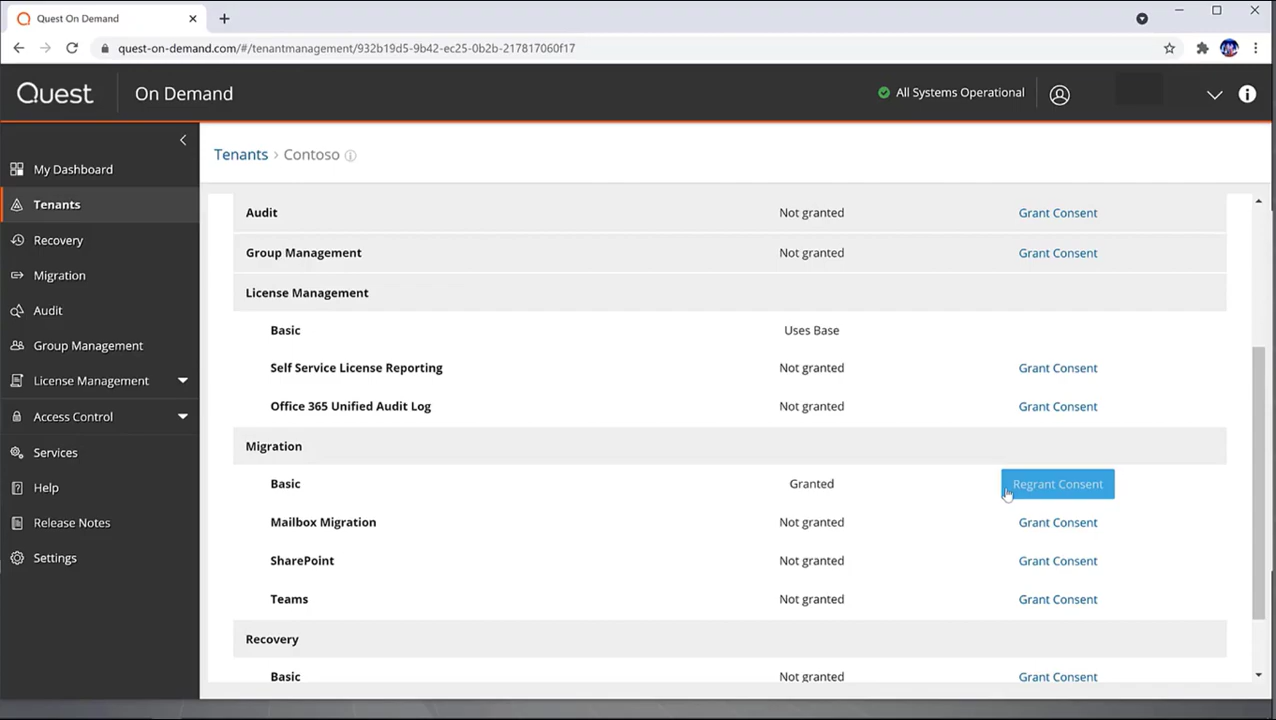 Quest On Demand
quest-on-demand.com/#/tenantmanagement/932b19d5-9b42-ec25-0b2b-217817060f17
Quest On Demand All Systems Operational
Tenants > Contoso
My Dashboard
Tenants
Recovery
Migration
Audit
Group Management
License Management
Access Control
Services
Help
Release Notes
Settings
Audit Not granted Grant Consent
Group Management Not granted Grant Consent
License Management
Basic Uses Base
Self Service License Reporting Not granted Grant Consent
Office 365 Unified Audit Log Not granted Grant Consent
Migration
Basic Granted Regrant Consent
Mailbox Migration Not granted Grant Consent
SharePoint Not granted Grant Consent
Teams Not granted Grant Consent
Recovery
Basic Not granted Grant Consent